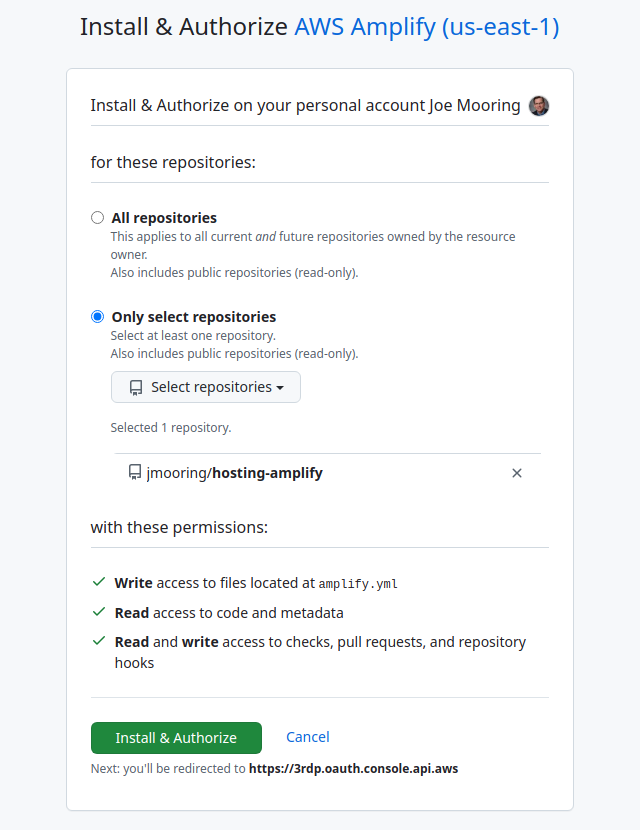 Install & Authorize AWS Amplify (us-east-1)
Install & Authorize on your personal account Joe Mooring
for these repositories:
All repositories
This applies to all current and future repositories owned by the resource
owner.
Also includes public repositories (read-only).
Only select repositories
Select at least one repository.
Also includes public repositories (read-only).
Select repositories
Selected 1 repository.
jmooring/hosting-amplify
with these permissions:
Write access to files located at amplify.yml
Read access to code and metadata
Read and write access to checks, pull requests, and repository
hooks
Install & Authorize Cancel
Next: you'll be redirected to https://3rdp.oauth.console.api.aws